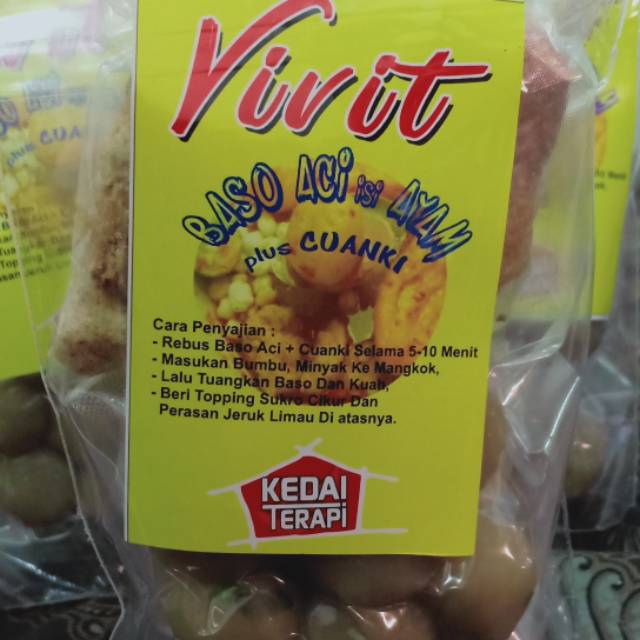 Vivit
BASO ACI isi AYAM
plus CUANKI
Cara Penyajian :
- Rebus Baso Aci + Cuanki Selama 5-10 Menit
- Masukan Bumbu, Minyak Ke Mangkok,
- Lalu Tuangkan Baso Dan Kuah,
- Beri Topping Sukro Cikur Dan
Perasan Jeruk Limau Di atasnya.
KEDAI
TERAPi
plus CUANKI